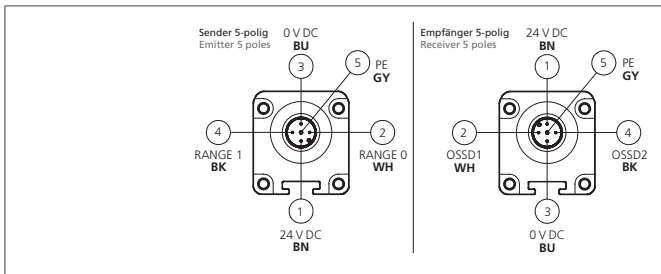 Sender 5-polig
Emitter 5 poles
0 V DC
BU
3
5
PE
GY
4
RANGE 1
BK
2
RANGE 0
WH
1
24 V DC
BN
Empfänger 5-polig
Receiver 5 poles
24 V DC
BN
1
5
PE
GY
2
OSSD1
WH
4
OSSD2
BK
3
0 V DC
BU